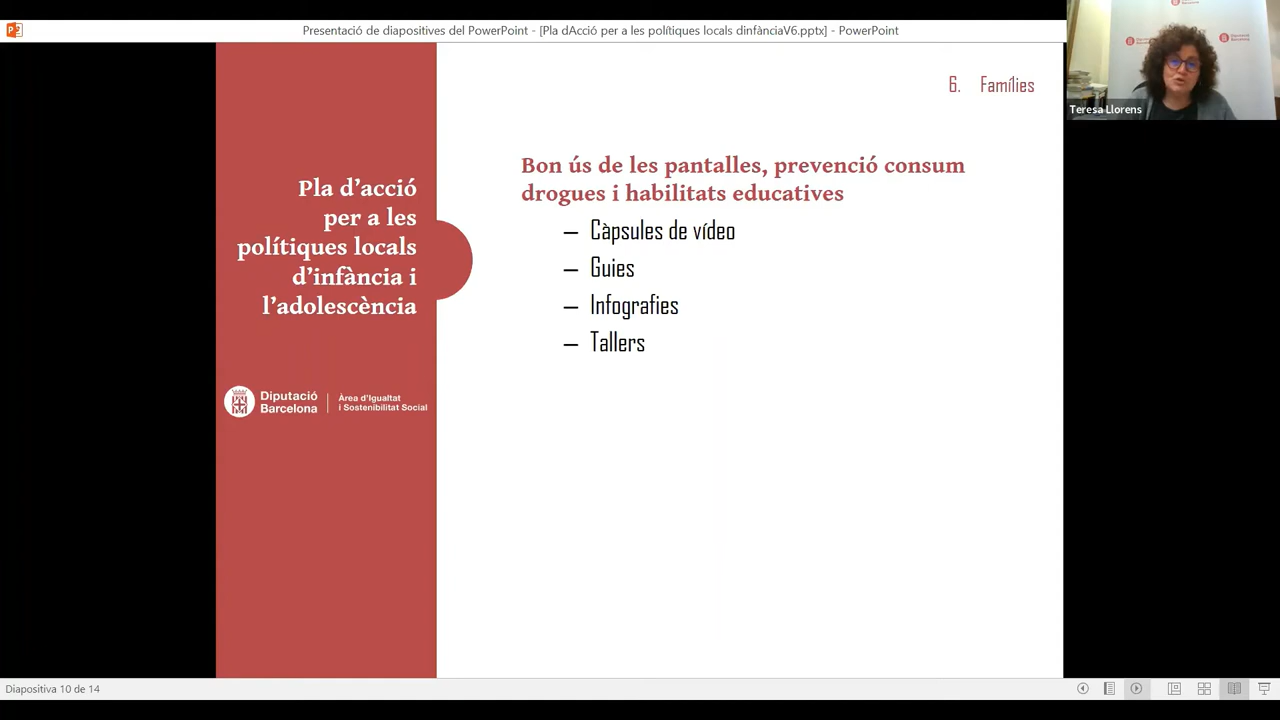 Presentació de diapositives del PowerPoint - [Pla dAcció per a les polítiques locals dinfànciaV6.pptx] - PowerPoint
Teresa Llorens
6. Famílies
Pla d'acció
per a les
polítiques locals
d'infància i
l'adolescència
Diputació
Barcelona
Àrea d'Igualtat
i Sostenibilitat Social
Bon ús de les pantalles, prevenció consum
drogues i habilitats educatives
– Càpsules de vídeo
– Guies
– Infografies
– Tallers
Diapositiva 10 de 14